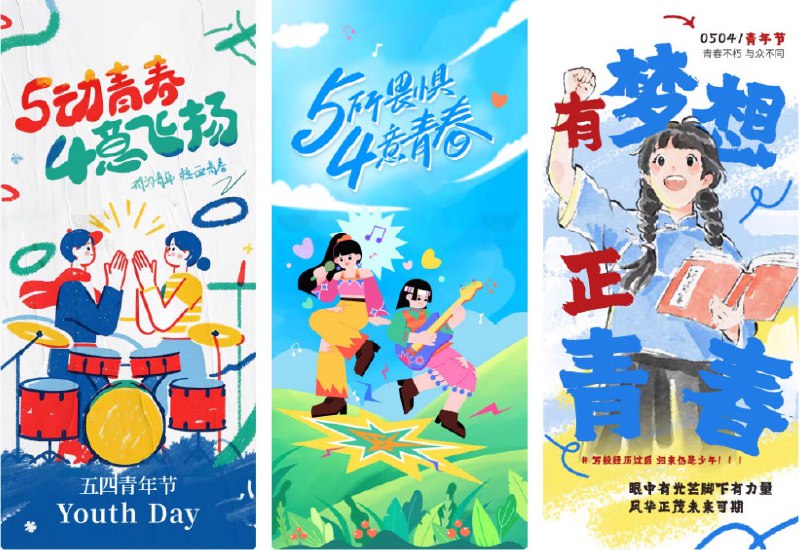 5动青春
4意飞扬
五四青年节
Youth Day
5所畏惧
4意青春
0504/青年节
青春不朽 与众不同
有梦想
正青春
#万般经历过后 归来仍是少年!!!
眼中有光芒脚下有力量
风华正茂未来可期